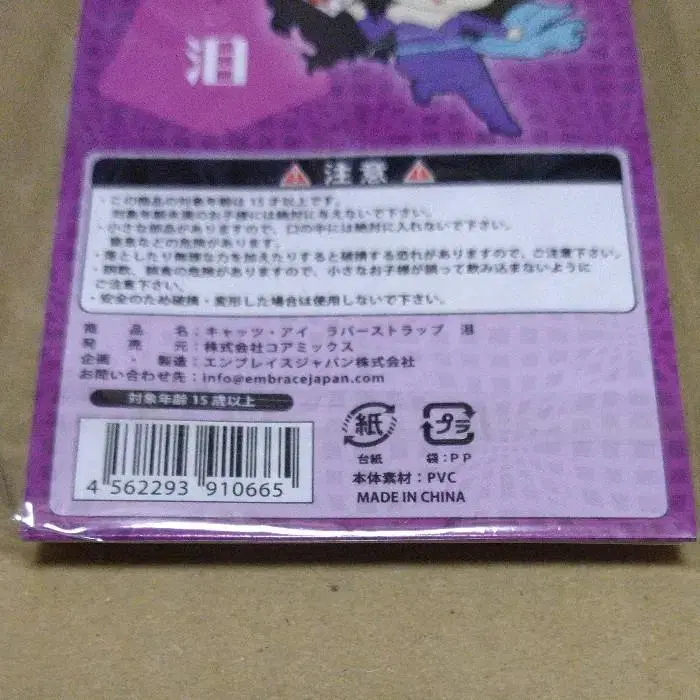 泪
注意
・この商品の対象年齢は15才以上です。
対象年齢未満のお子様には絶対に与えないで下さい。
・小さな部品がありますので、口の中には絶対に入れないで下さい。
窒息などの危険があります。
・落としたり無理な力を加えたりすると破損する恐れがありますので、ご注意下さい。
・誤飲、誤食の危険がありますので、小さなお子様が誤って飲み込まないように
ご注意下さい。
・安全のため破損・変形した場合は使用しないで下さい。
商品名：キャッツ・アイ ラバーストラップ 泪
発売元：株式会社コアミックス
企画・製造：エンブレイスジャパン株式会社
お問い合わせ先：info@embracejapan.com
対象年齢15歳以上
紙
プラ
台紙
袋：PP
本体素材：PVC
MADE IN CHINA
4 562293 910665